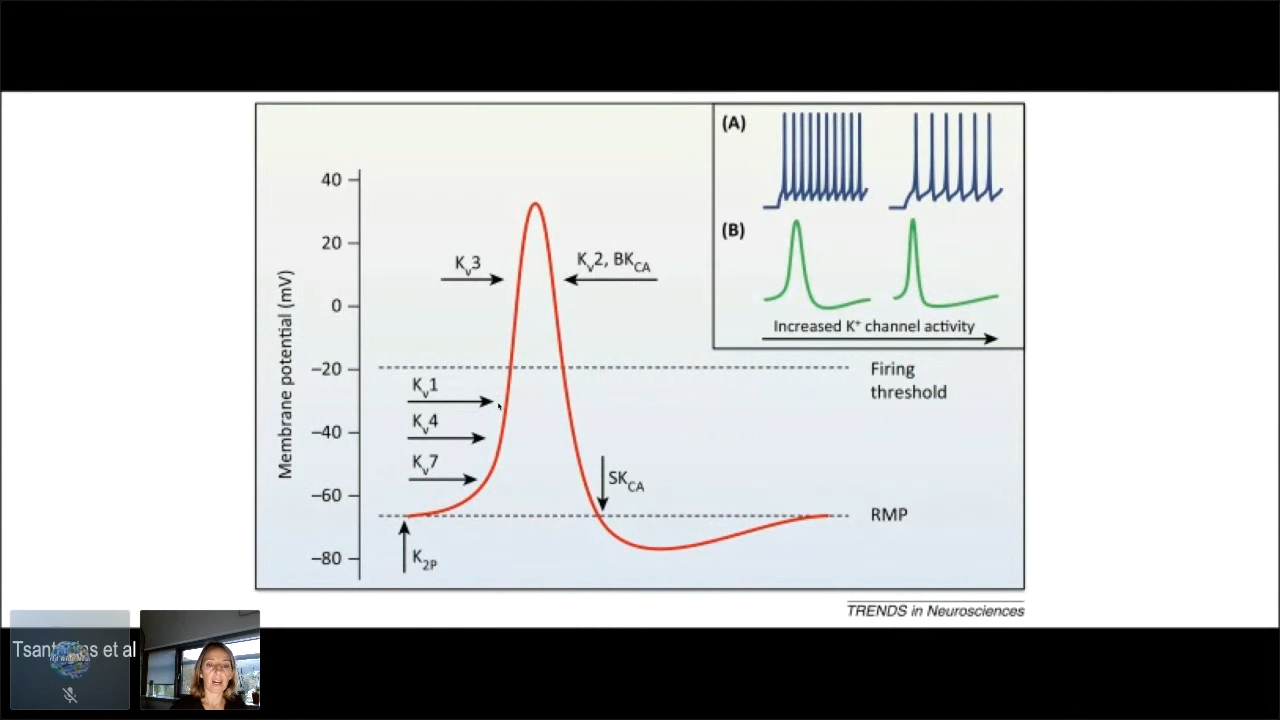 (A)
(B)
Increased K⁺ channel activity
40
20
0
−20
−40
−60
−80
Membrane potential (mV)
Kv3
Kv2, BKCA
Firing
threshold
Kv1
Kv4
Kv7
SKCA
RMP
K2P
TRENDS in Neurosciences
et al